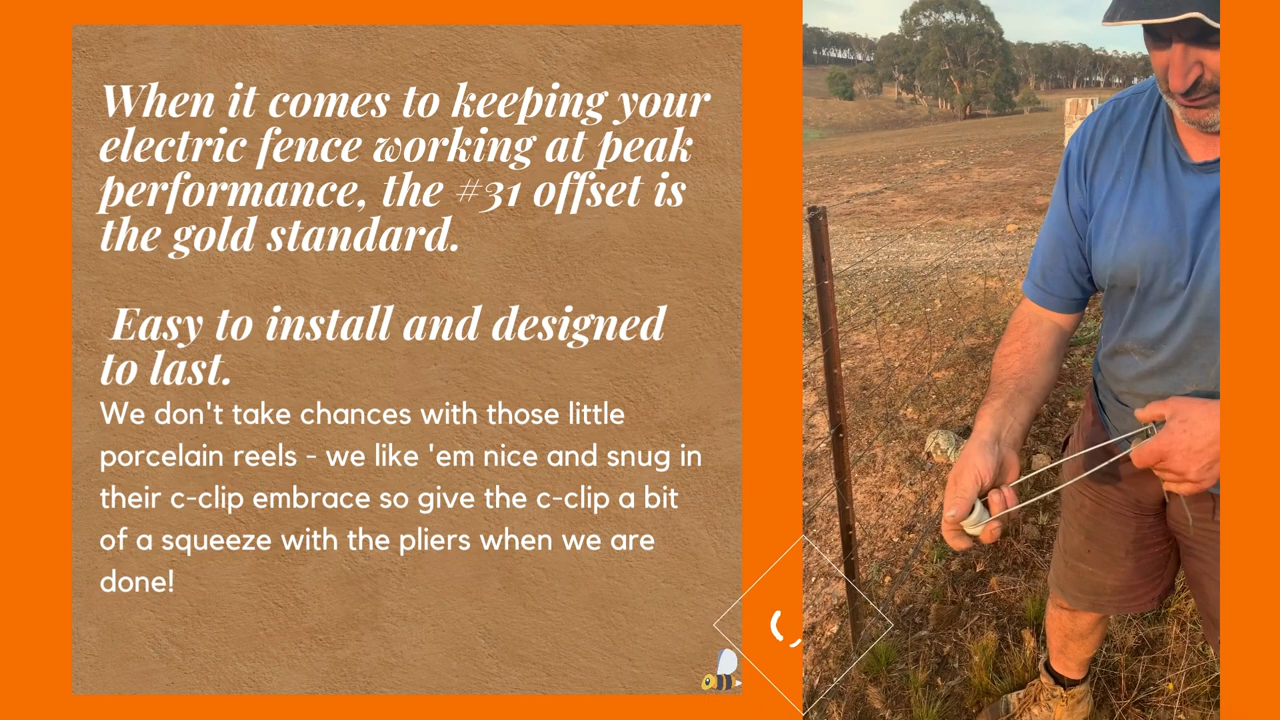 When it comes to keeping your
electric fence working at peak
performance, the #31 offset is
the gold standard.
Easy to install and designed
to last.
We don't take chances with those little
porcelain reels - we like 'em nice and snug in
their c-clip embrace so give the c-clip a bit
of a squeeze with the pliers when we are
done!